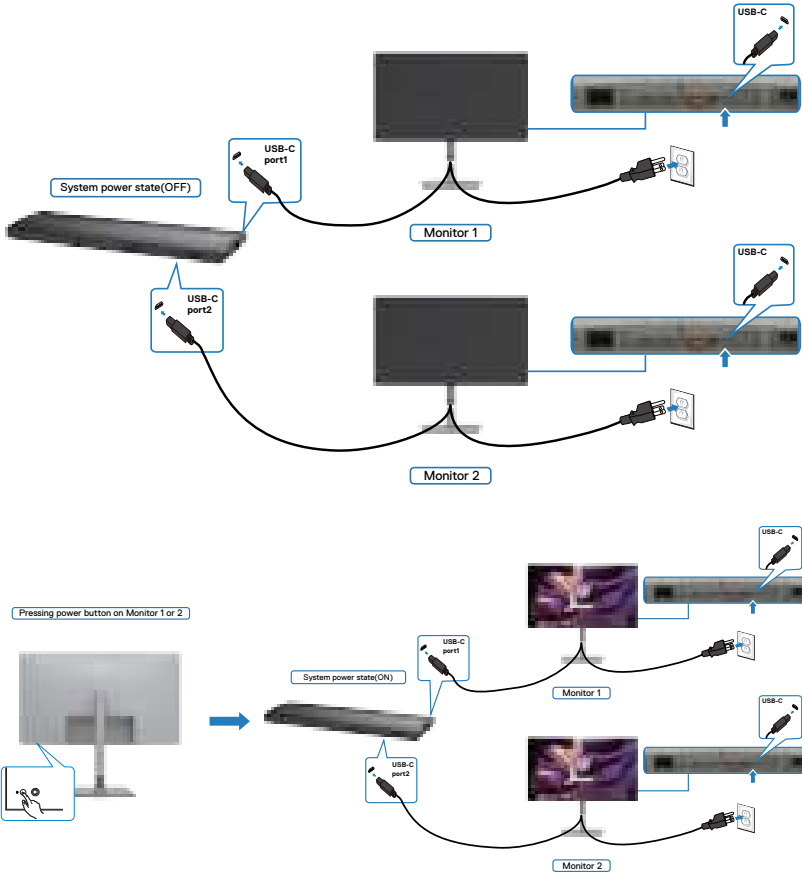 USB-C
USB-C
port1
System power state(OFF)
Monitor 1
USB-C
USB-C
port2
Monitor 2
USB-C
Pressing power button on Monitor 1 or 2
USB-C
port1
System power state(ON)
Monitor 1
USB-C
USB-C
port2
Monitor 2